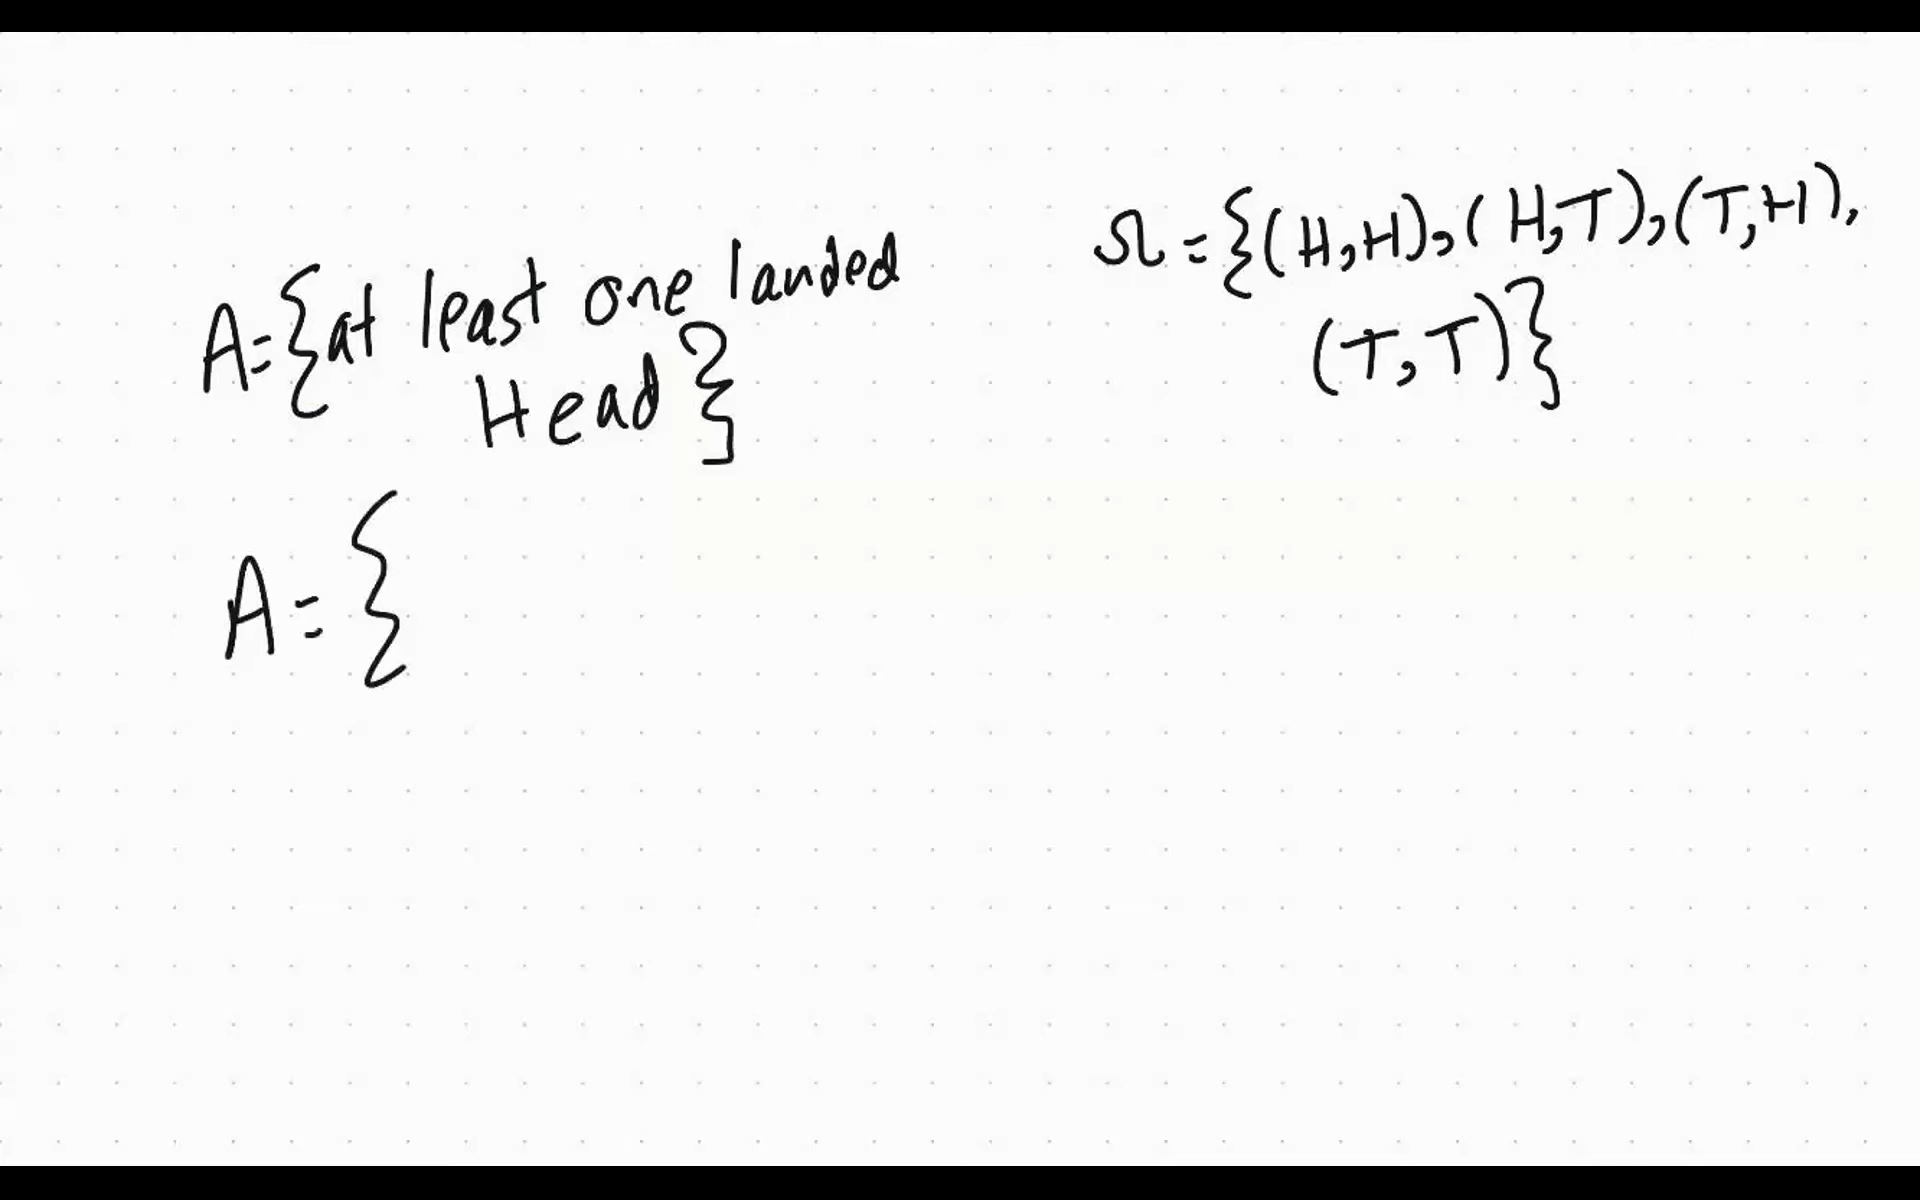 A={at least one landed
Head}
Ω={(H,H),(H,T),(T,H),
(T,T)}
A={